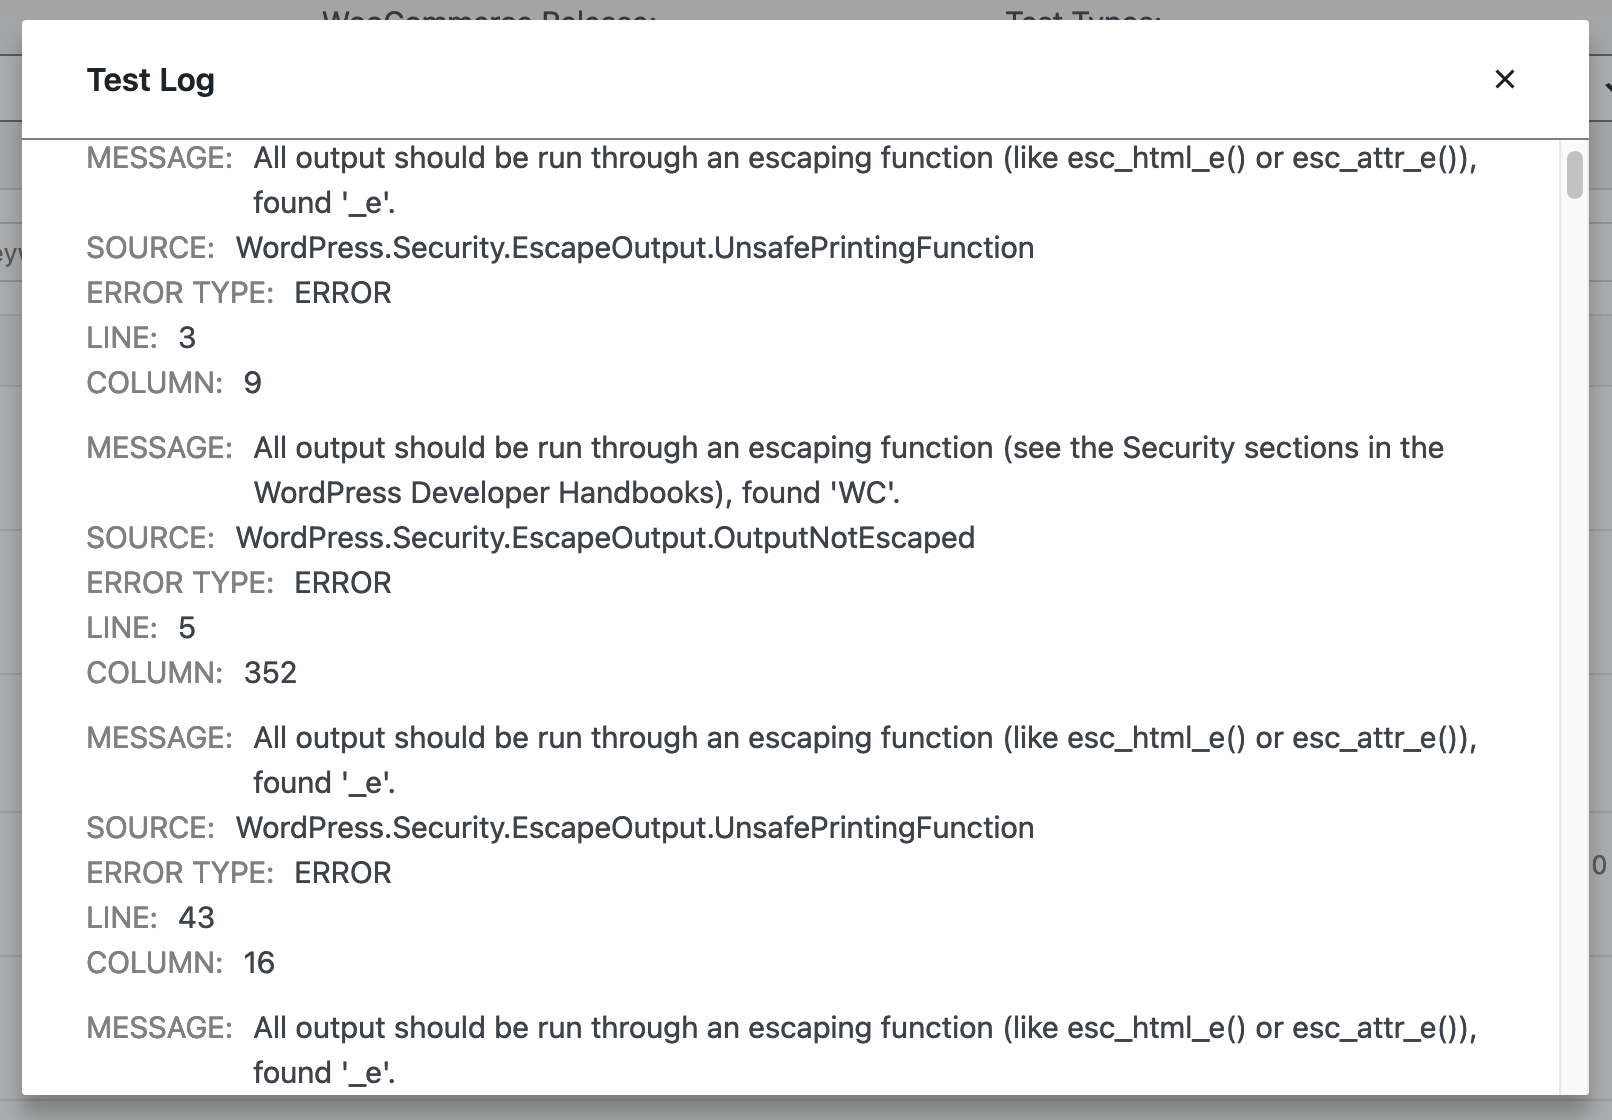 WooCommerce Release:
Test Types:
Test Log
MESSAGE: All output should be run through an escaping function (like esc_html_e() or esc_attr_e()),
found '_e'.
SOURCE: WordPress.Security.EscapeOutput.UnsafePrintingFunction
ERROR TYPE: ERROR
LINE: 3
COLUMN: 9
MESSAGE: All output should be run through an escaping function (see the Security sections in the
WordPress Developer Handbooks), found 'WC'.
SOURCE: WordPress.Security.EscapeOutput.OutputNotEscaped
ERROR TYPE: ERROR
LINE: 5
COLUMN: 352
MESSAGE: All output should be run through an escaping function (like esc_html_e() or esc_attr_e()),
found '_e'.
SOURCE: WordPress.Security.EscapeOutput.UnsafePrintingFunction
ERROR TYPE: ERROR
LINE: 43
COLUMN: 16
MESSAGE: All output should be run through an escaping function (like esc_html_e() or esc_attr_e()),
found '_e'.